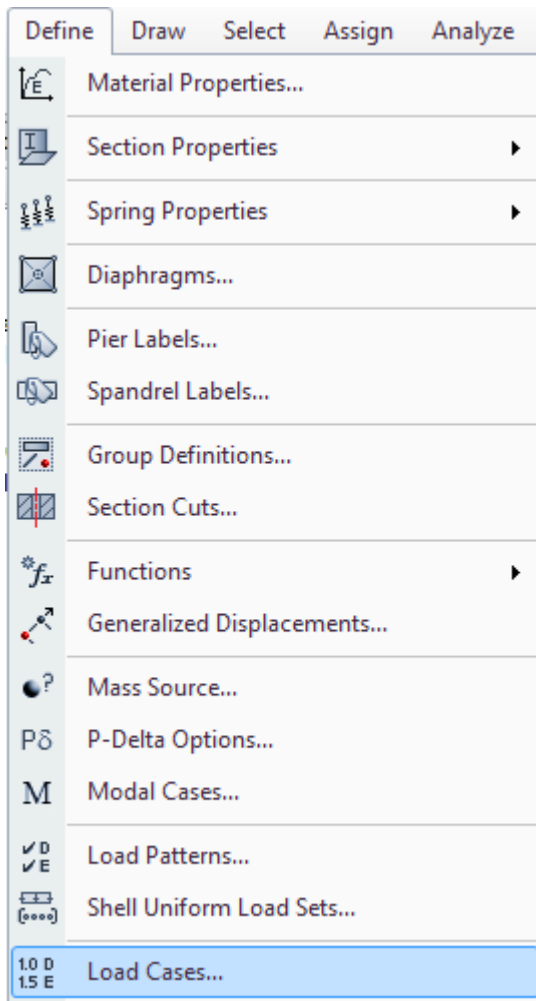 Define Draw Select Assign Analyze
E Material Properties...
I Section Properties
Spring Properties
Diaphragms...
Pier Labels...
Spandrel Labels...
Group Definitions...
Section Cuts...
fx Functions
Generalized Displacements...
? Mass Source...
Pδ P-Delta Options...
M Modal Cases...
✔ D
✔ E
Load Patterns...
Shell Uniform Load Sets...
1.0 D
1.5 E
Load Cases...